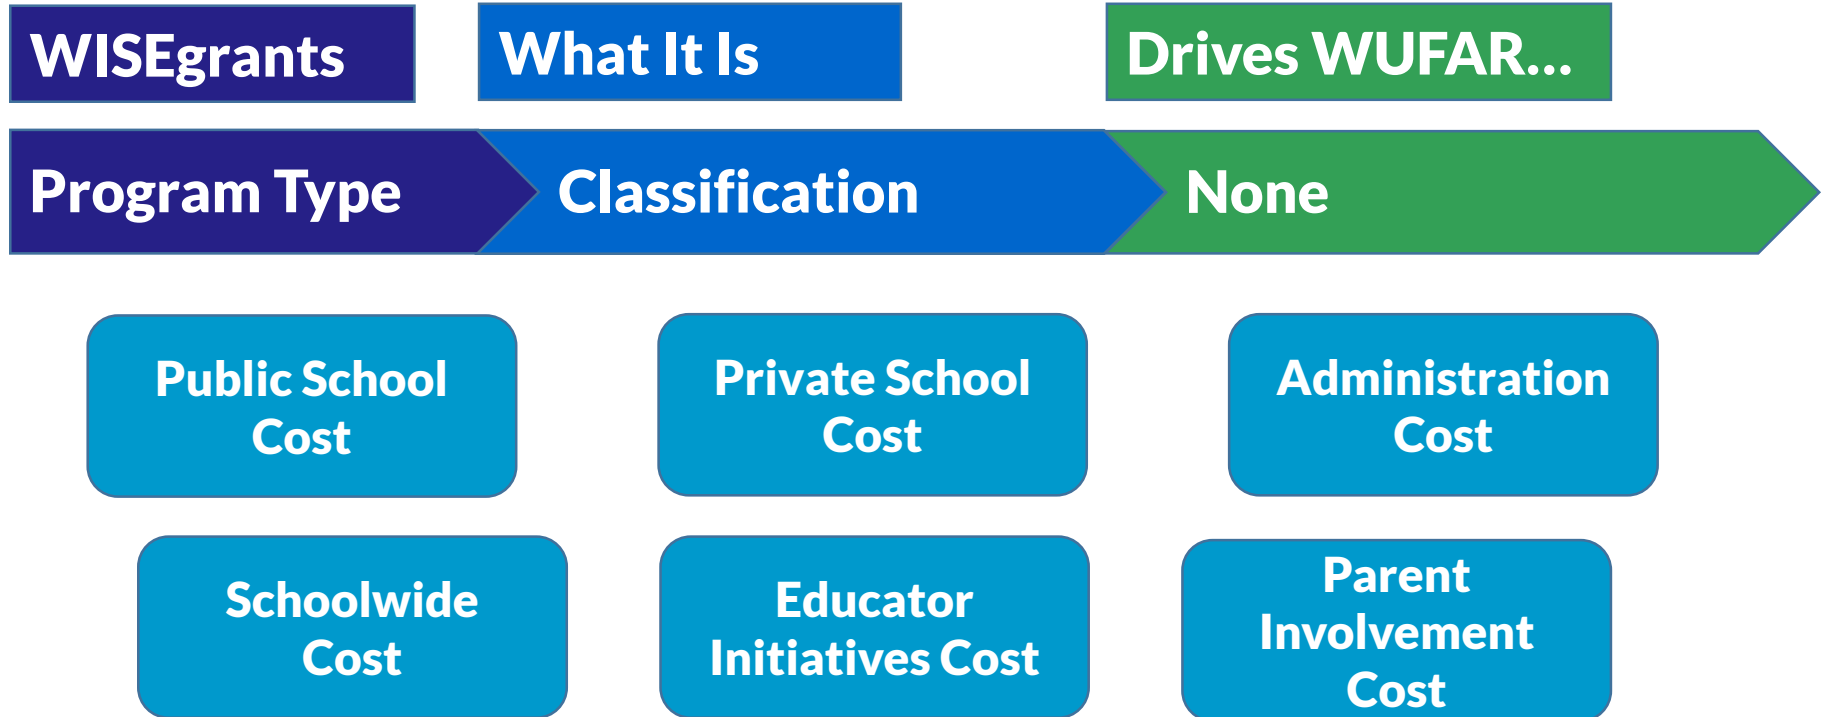 WISEgrants
What It Is
Drives WUFAR...
Program Type
Classification
None
Public School
Cost
Private School
Cost
Administration
Cost
Schoolwide
Cost
Educator
Initiatives Cost
Parent
Involvement
Cost